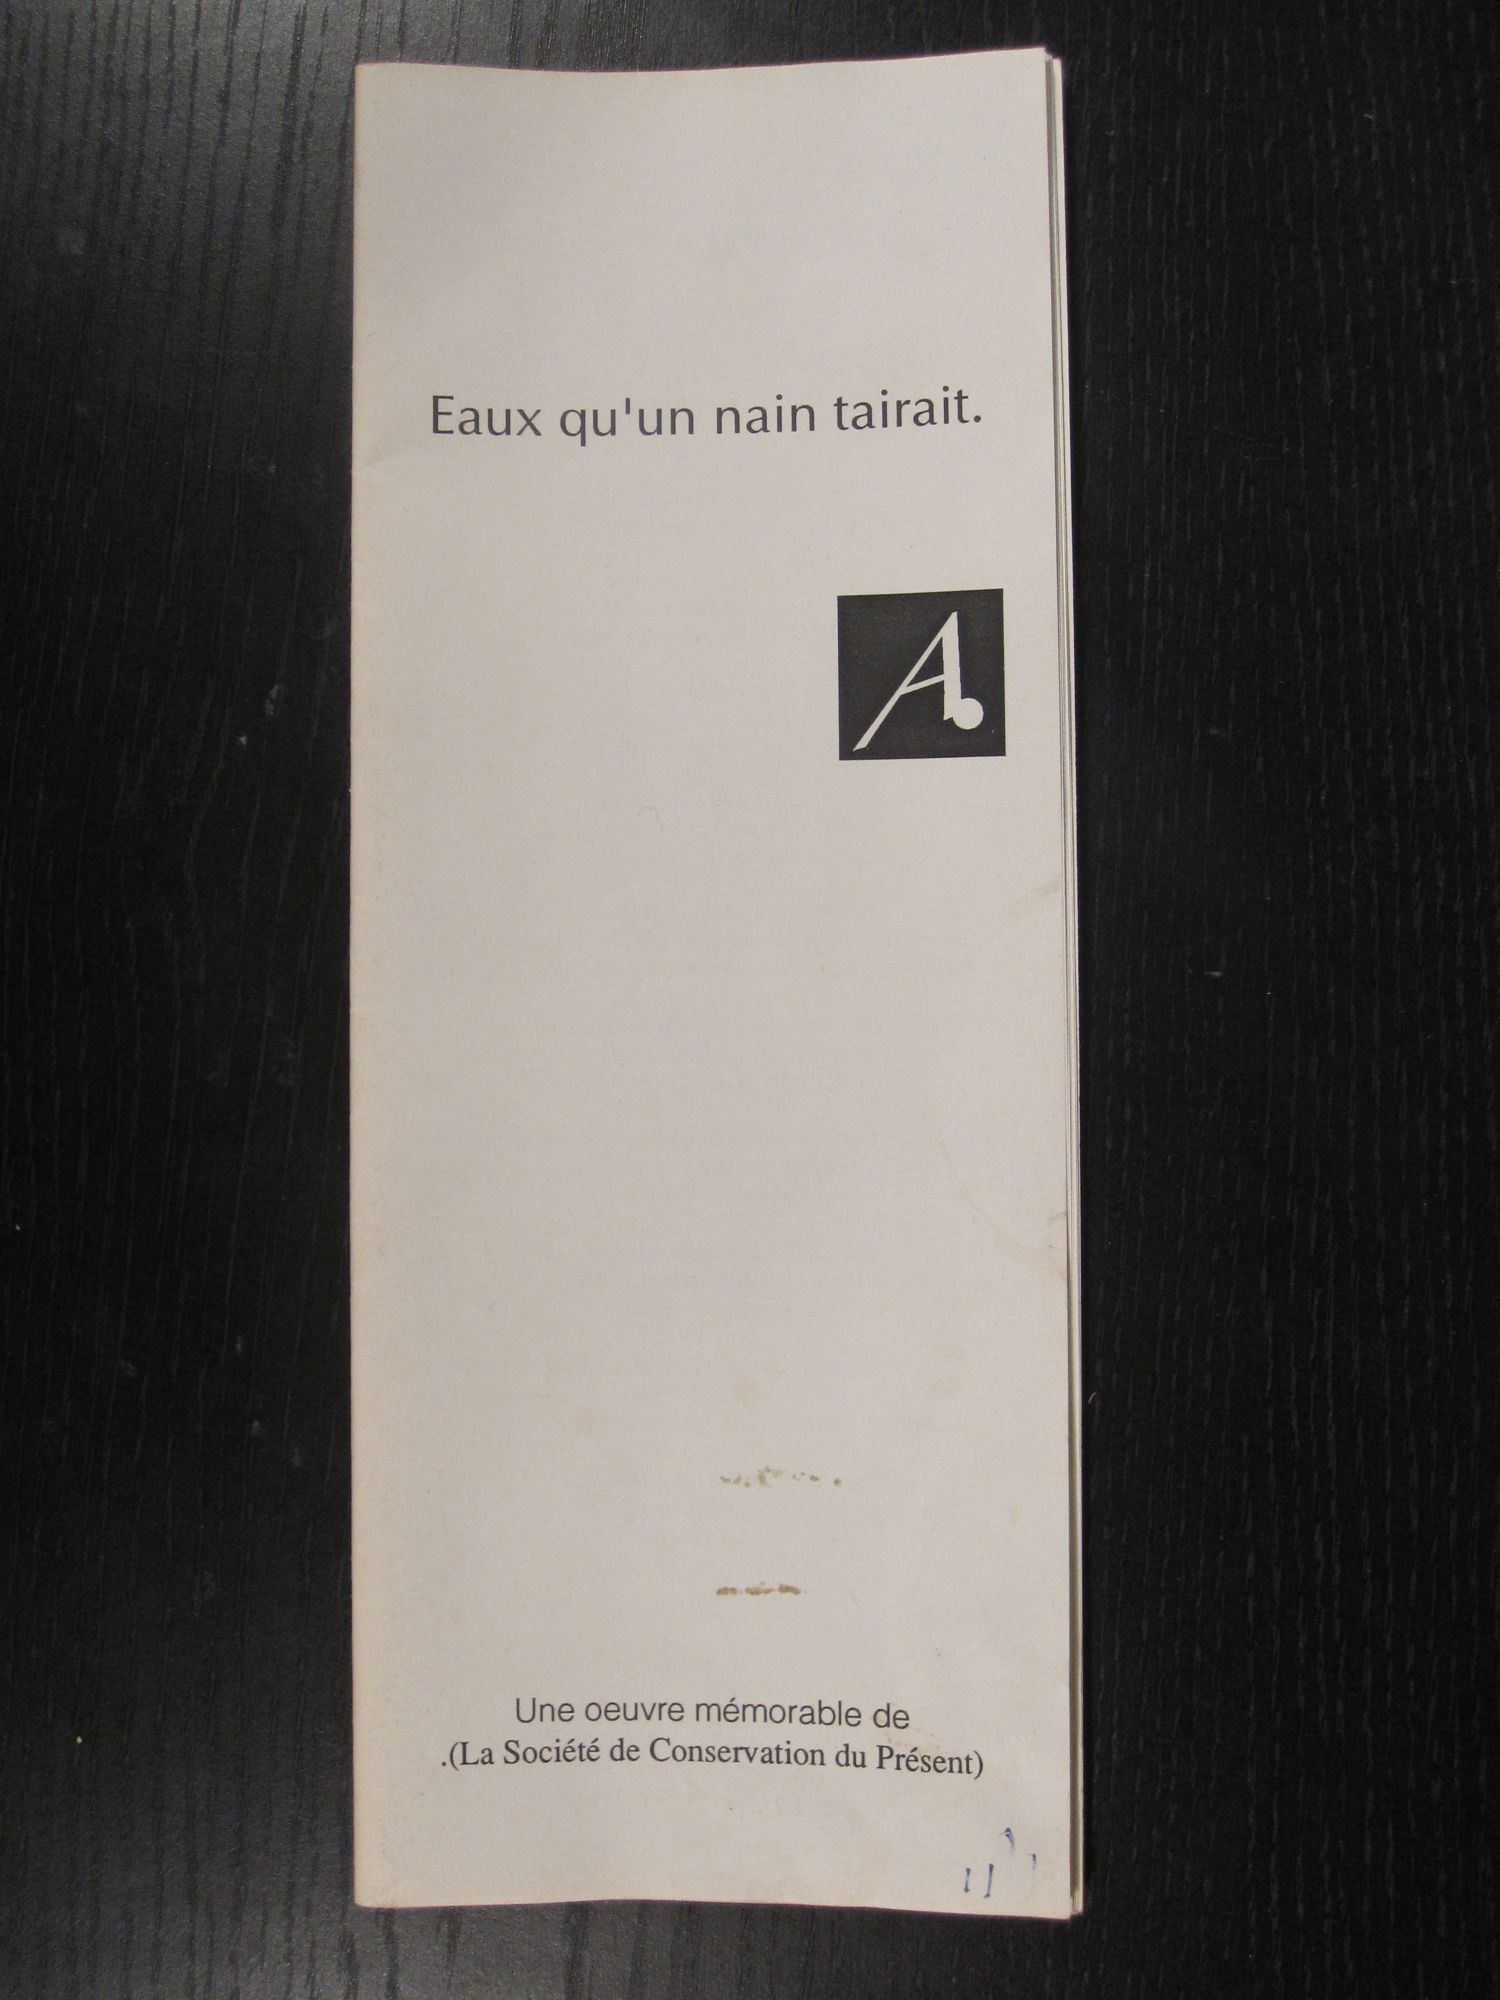 Eaux qu'un nain tairait.
A.
Une oeuvre mémorable de
.(La Société de Conservation du Présent)